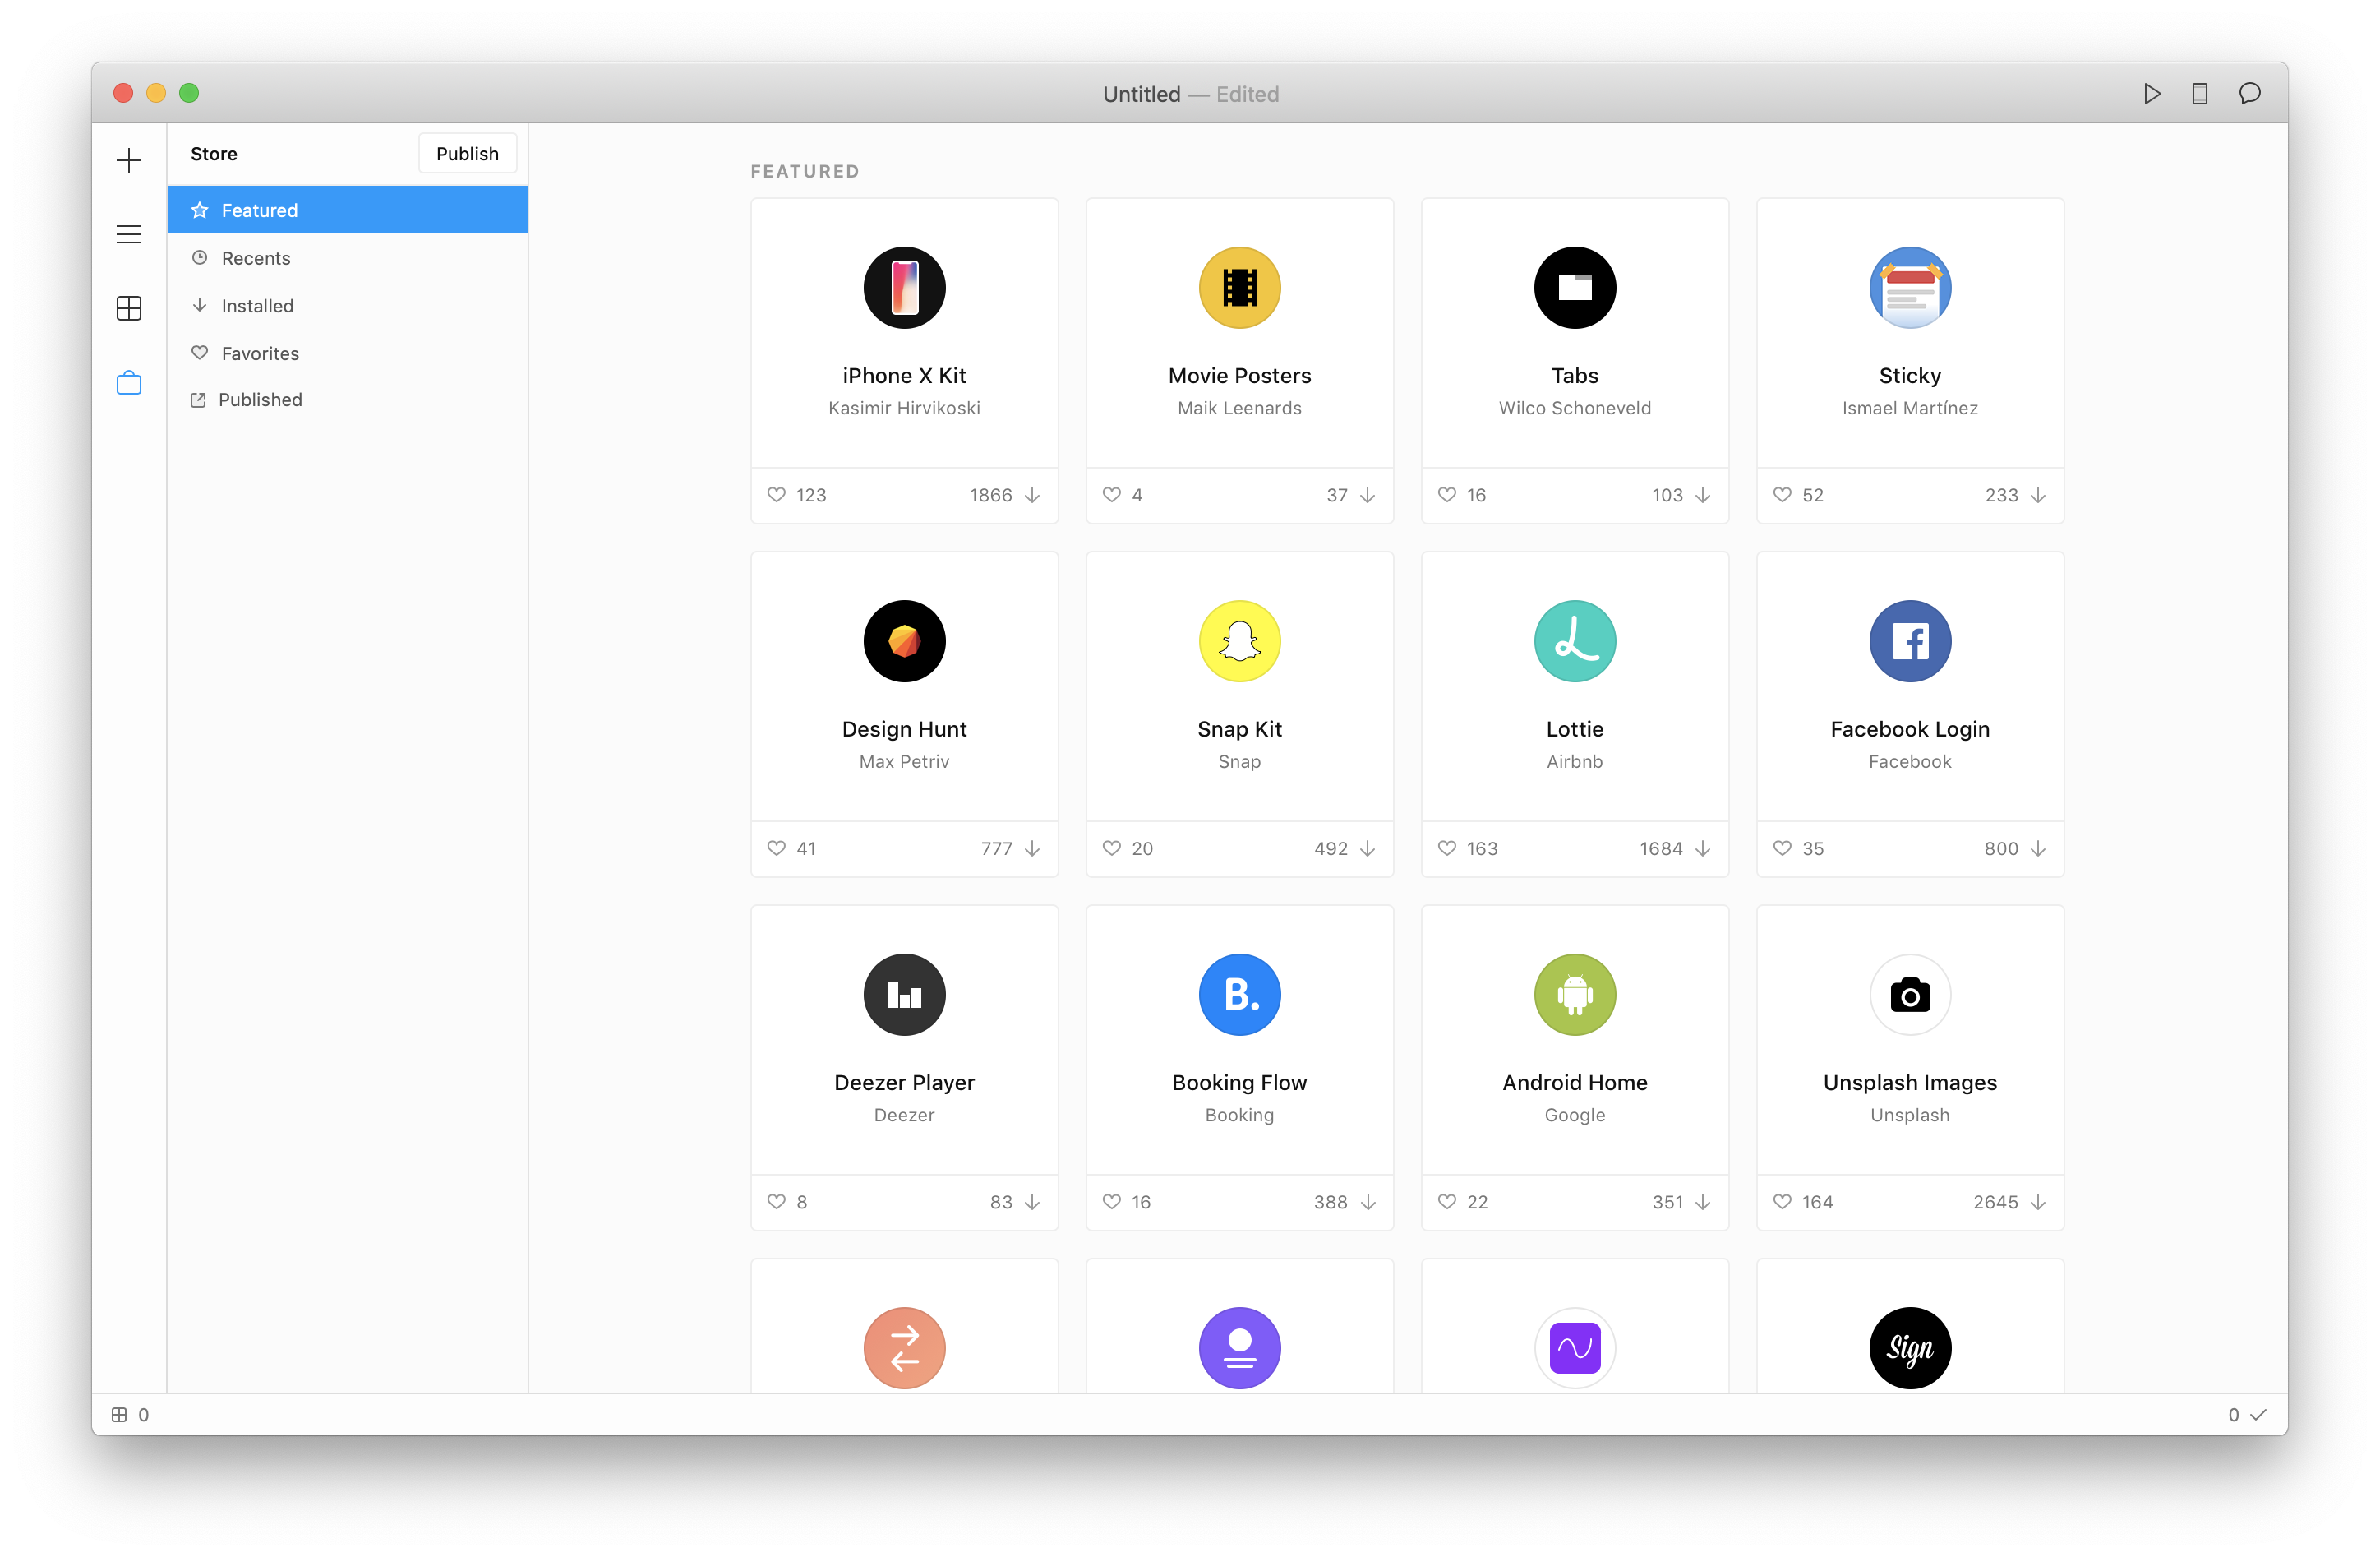 Untitled — Edited
Store
Publish
Featured
Recents
Installed
Favorites
Published
FEATURED
iPhone X Kit
Kasimir Hirvikoski
123
1866
Movie Posters
Maik Leenards
4
37
Tabs
Wilco Schoneveld
16
103
Sticky
Ismael Martínez
52
233
Design Hunt
Max Petriv
41
777
Snap Kit
Snap
20
492
Lottie
Airbnb
163
1684
Facebook Login
Facebook
35
800
Deezer Player
Deezer
8
83
B.
Booking Flow
Booking
16
388
Android Home
Google
22
351
Unsplash Images
Unsplash
164
2645
Sign
0
0